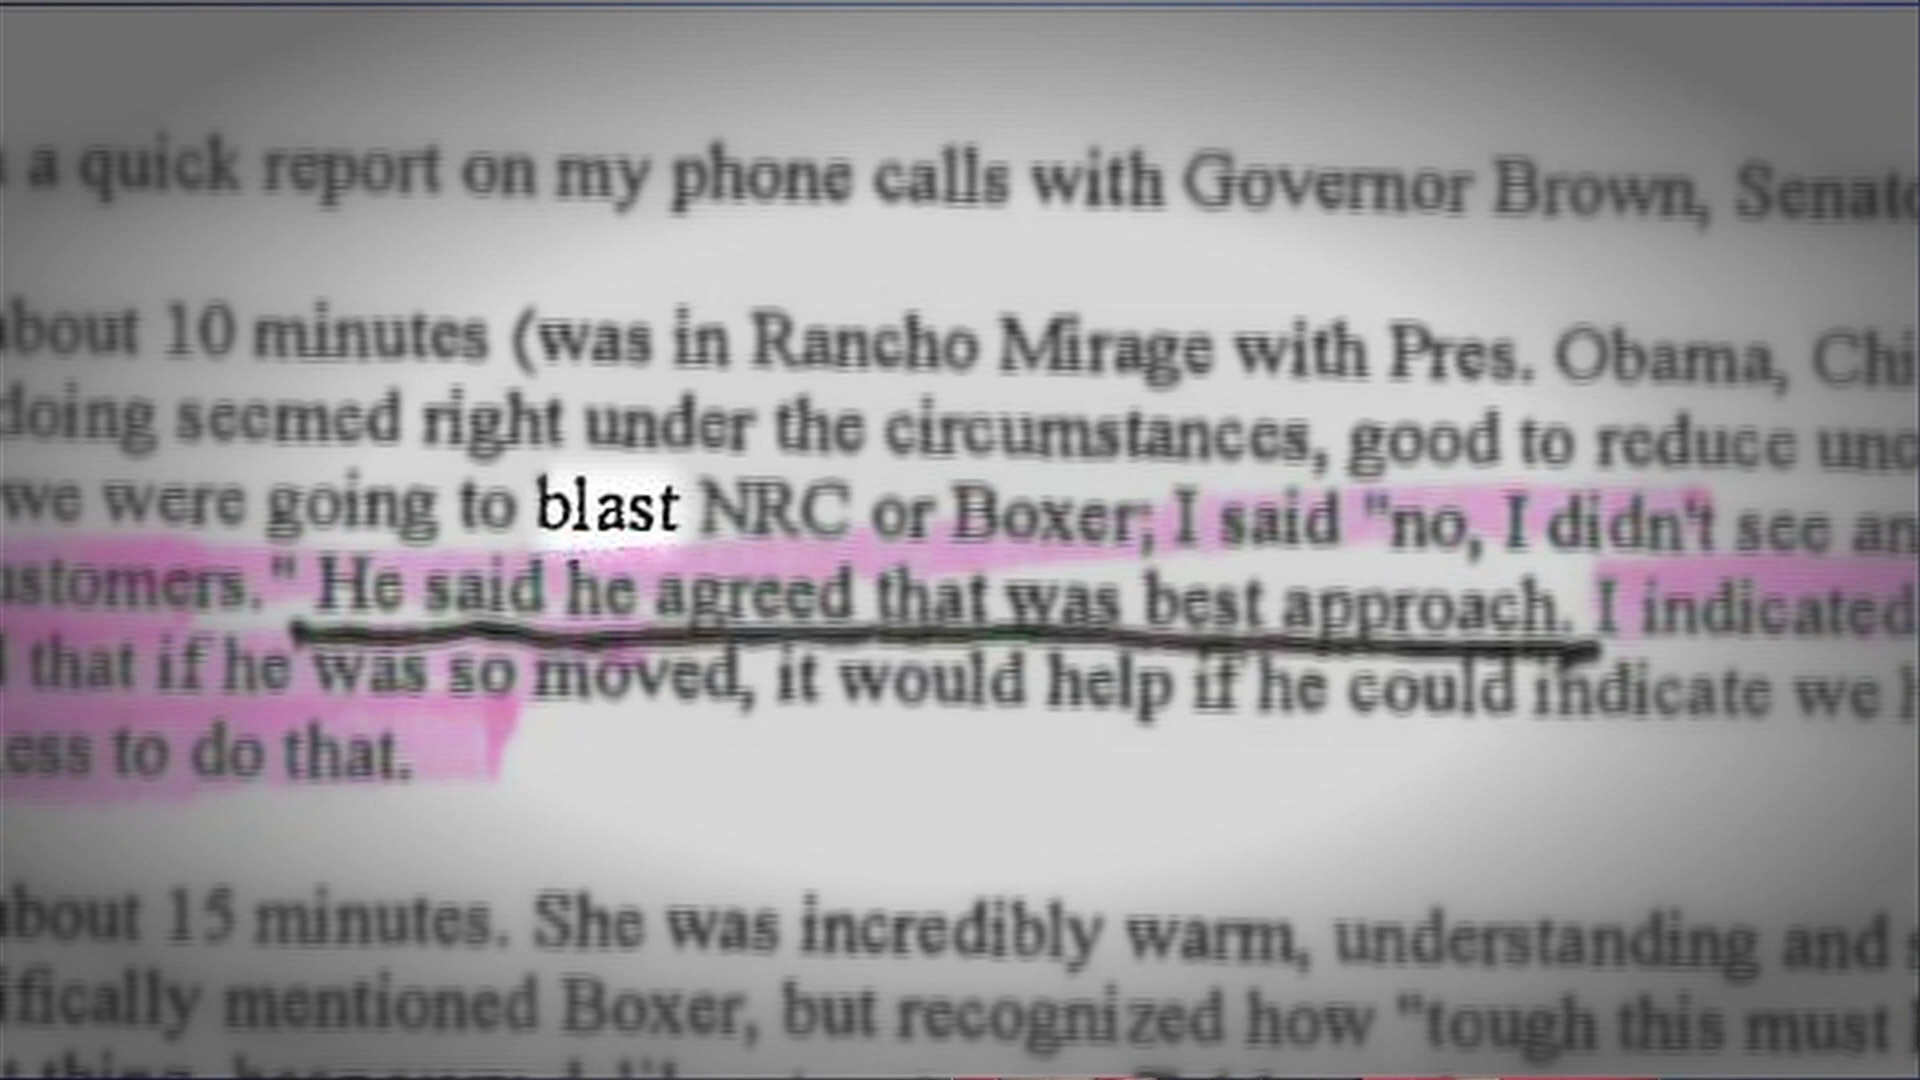 a quick report on my phone calls with Governor Brown, Senato
bout 10 minutes (was in Rancho Mirage with Pres. Obama, Chi
doing seemed right under the circumstances, good to reduce unc
we were going to blast NRC or Boxer; I said "no, I didn't see an
ustomers." He said he agreed that was best approach. I indicated
that if he was so moved, it would help if he could indicate we
ess to do that.
bout 15 minutes. She was incredibly warm, understanding and s
ifically mentioned Boxer, but recognized how "tough this must
thing,